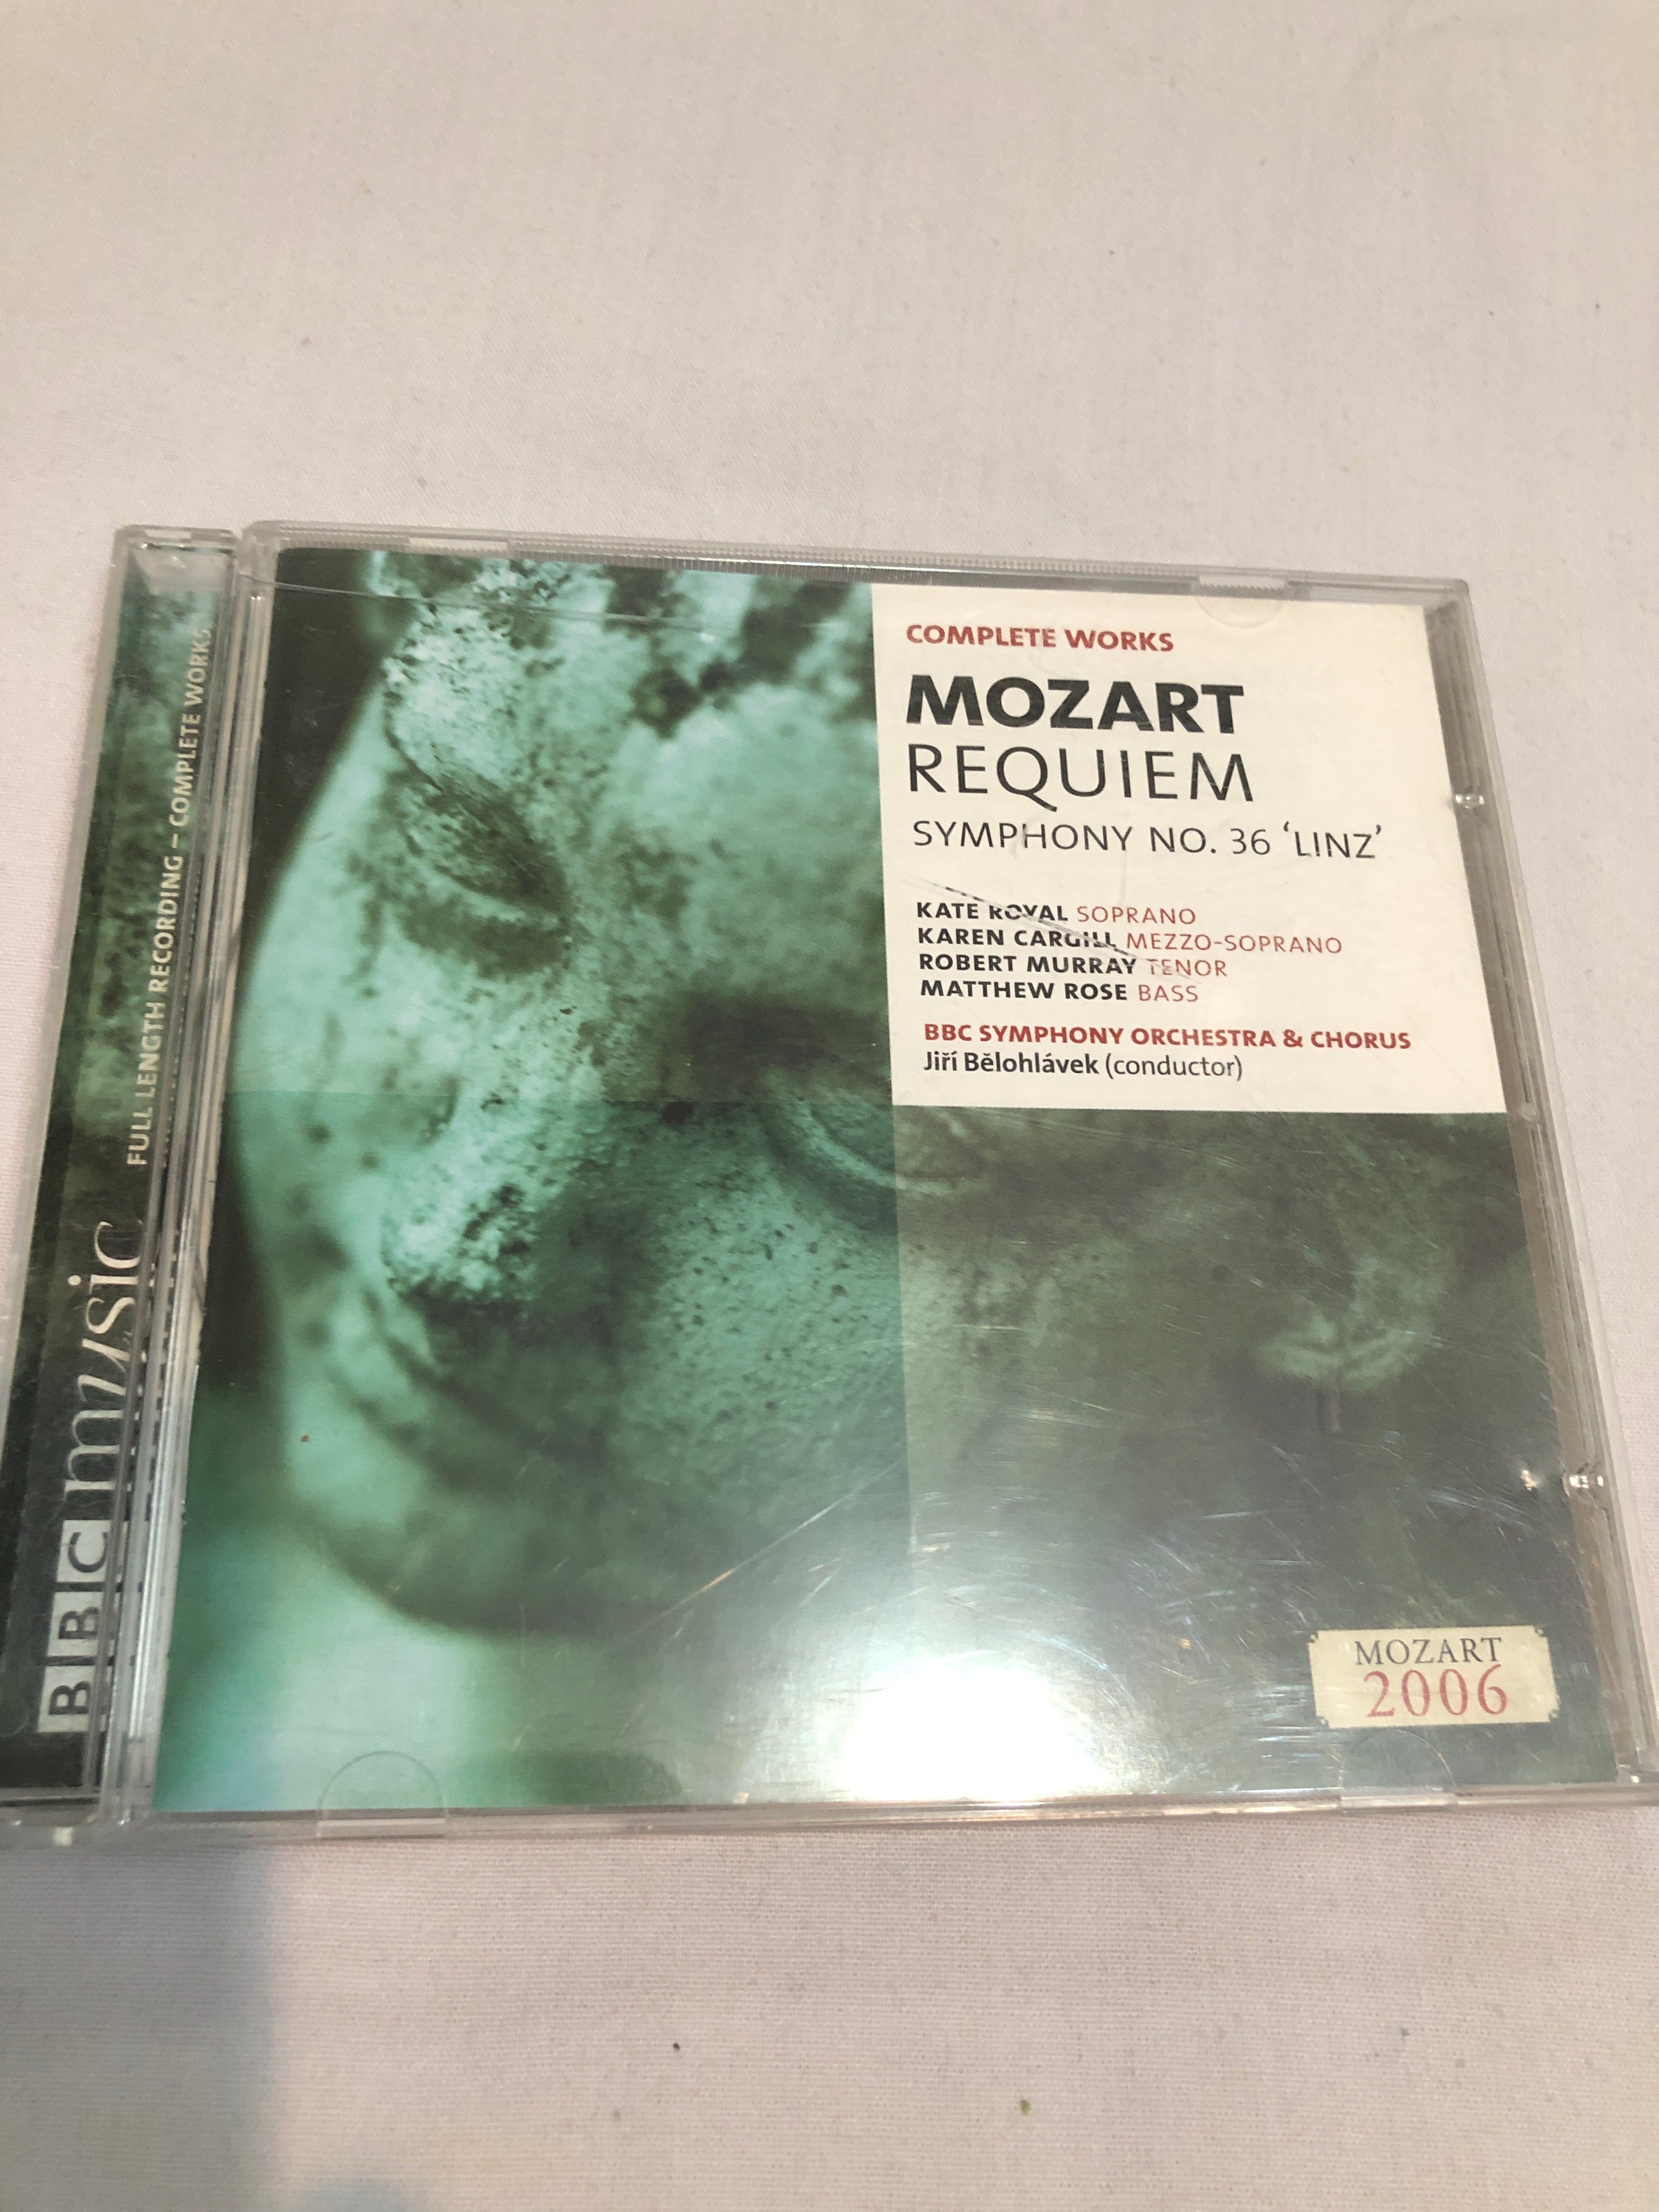 COMPLETE WORKS
MOZART
REQUIEM
SYMPHONY NO. 36 ‘LINZ’
KATE ROYAL SOPRANO
KAREN CARGILL MEZZO-SOPRANO
ROBERT MURRAY TENOR
MATTHEW ROSE BASS
BBC SYMPHONY ORCHESTRA & CHORUS
Jiří Bělohlávek (conductor)
MOZART
2006
BBC music FULL LENGTH RECORDING – COMPLETE WORKS